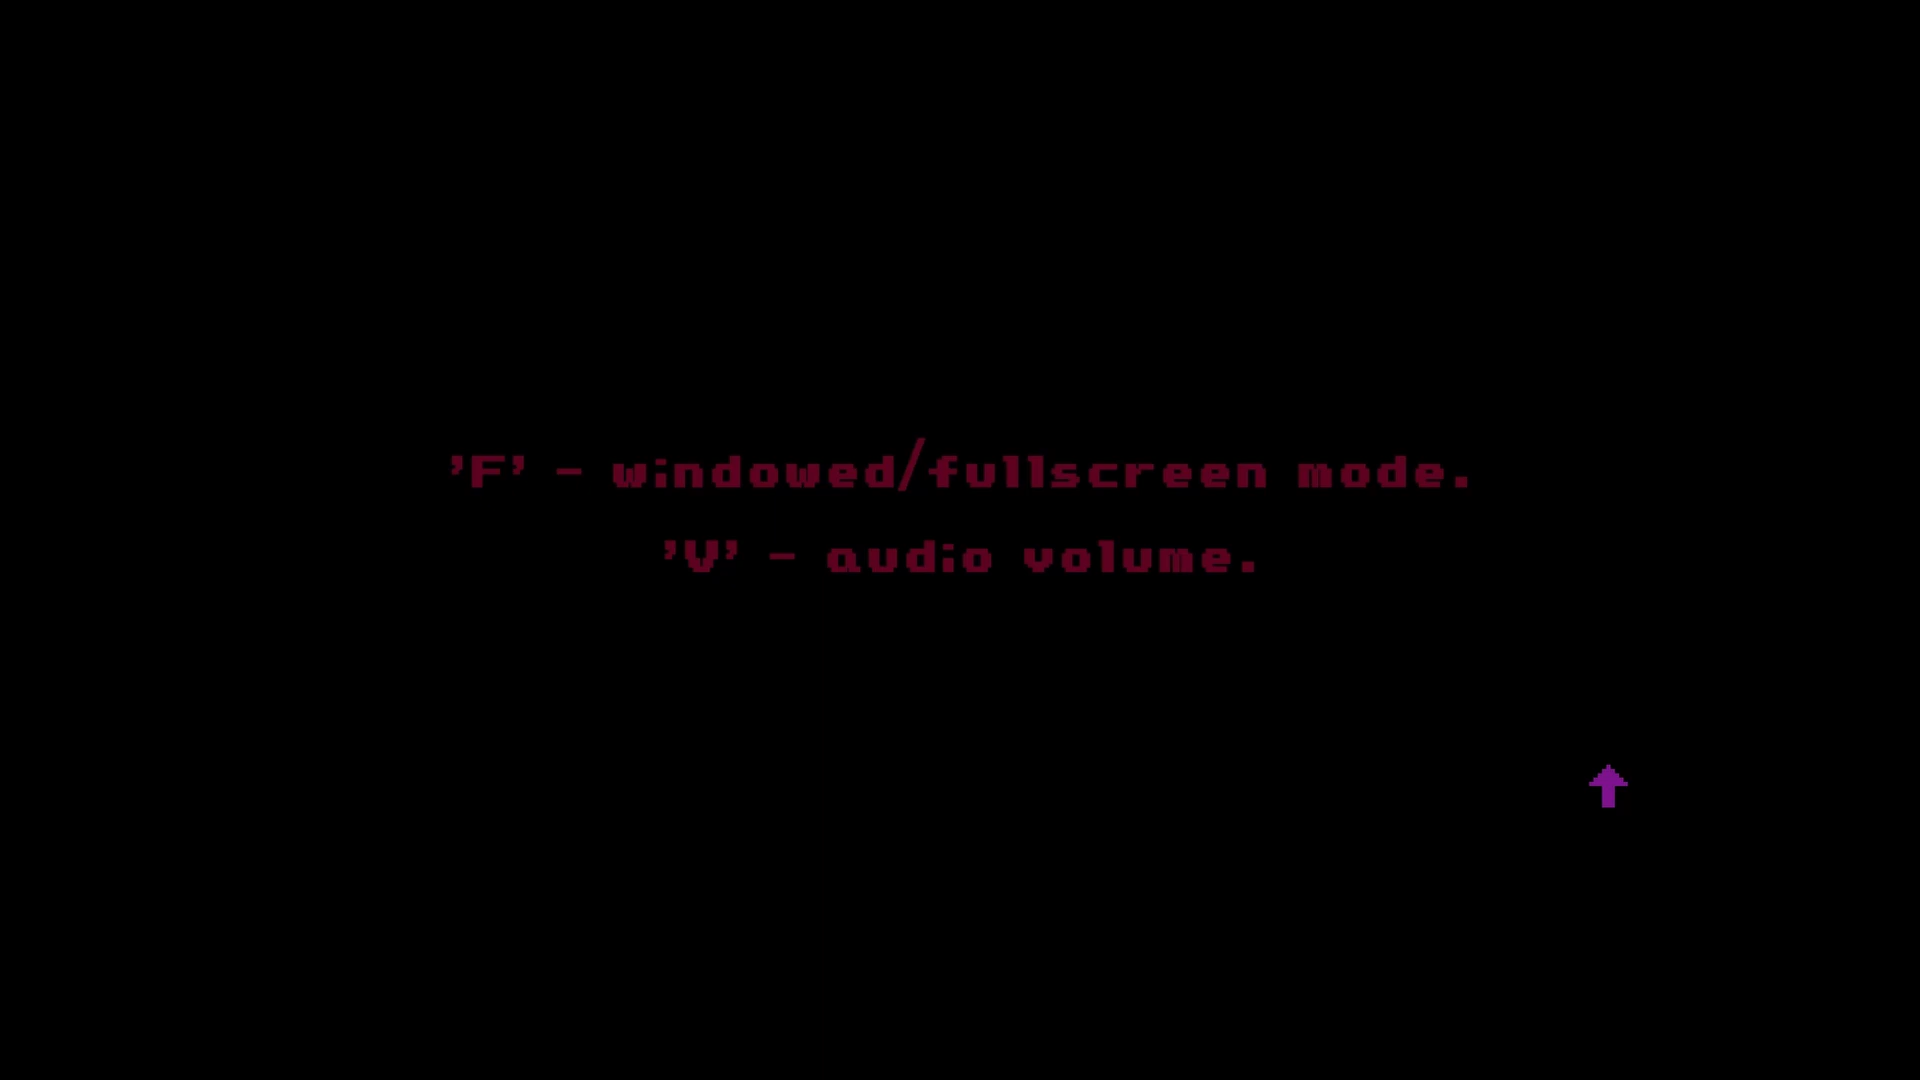 'F' - windowed/fullscreen mode.
'V' - audio volume.